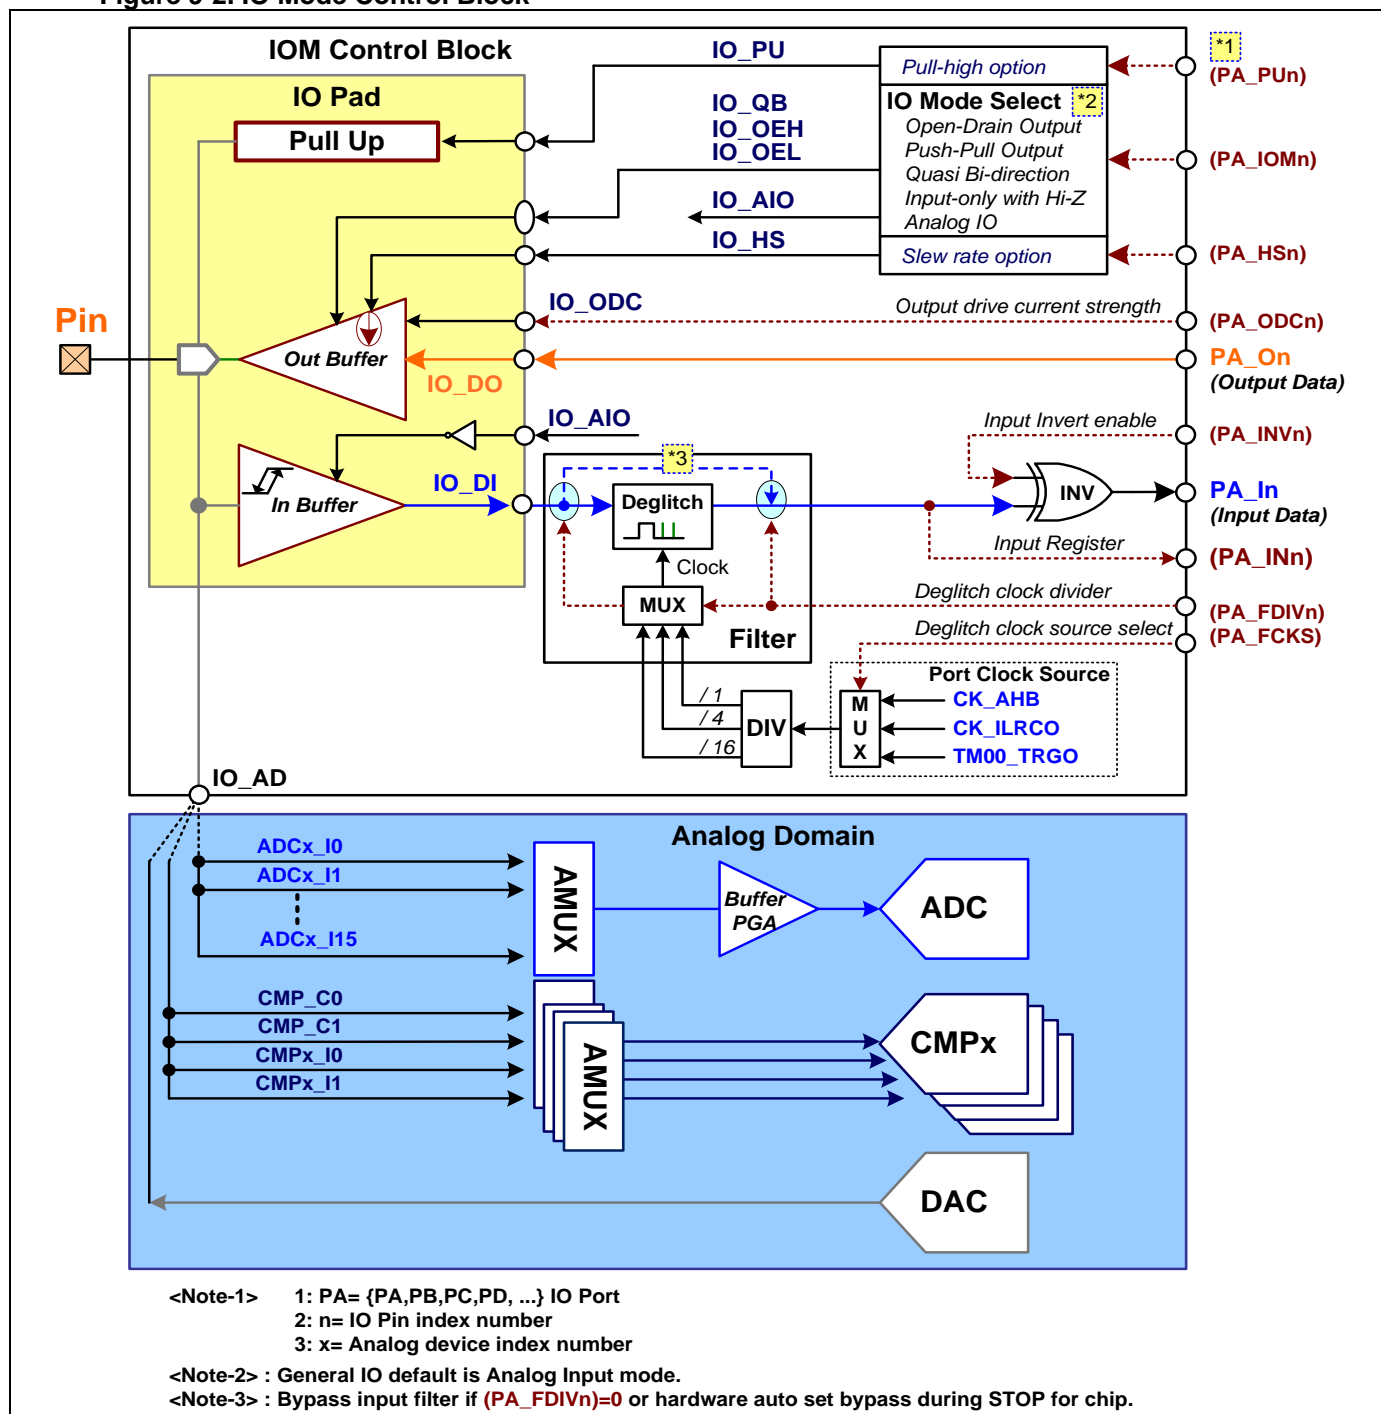 Figure 9-2. IO Mode Control Block
IOM Control Block
IO_PU
Pull-high option
*1
(PA_PUn)
IO Pad
Pull Up
IO_QB
IO_OEH
IO_OEL
IO Mode Select *2
Open-Drain Output
Push-Pull Output
Quasi Bi-direction
Input-only with Hi-Z
Analog IO
(PA_IOMn)
IO_AIO
IO_HS
Slew rate option
(PA_HSn)
IO_ODC
Output drive current strength
(PA_ODCn)
Pin
Out Buffer
IO_DO
PA_On
(Output Data)
IO_AIO
Input Invert enable
(PA_INVn)
*3
IO_DI
In Buffer
Deglitch
INV
PA_In
(Input Data)
Input Register
(PA_INn)
Clock
MUX
Filter
Deglitch clock divider
(PA_FDIVn)
Deglitch clock source select
(PA_FCKS)
Port Clock Source
/ 1
/ 4
/ 16
DIV
M
U
X
CK_AHB
CK_ILRCO
TM00_TRGO
IO_AD
Analog Domain
ADCx_I0
ADCx_I1
ADCx_I15
AMUX
Buffer
PGA
ADC
CMP_C0
CMP_C1
CMPx_I0
CMPx_I1
AMUX
CMPx
DAC
<Note-1> 1: PA= {PA,PB,PC,PD, ...} IO Port
2: n= IO Pin index number
3: x= Analog device index number
<Note-2> : General IO default is Analog Input mode.
<Note-3> : Bypass input filter if (PA_FDIVn)=0 or hardware auto set bypass during STOP for chip.